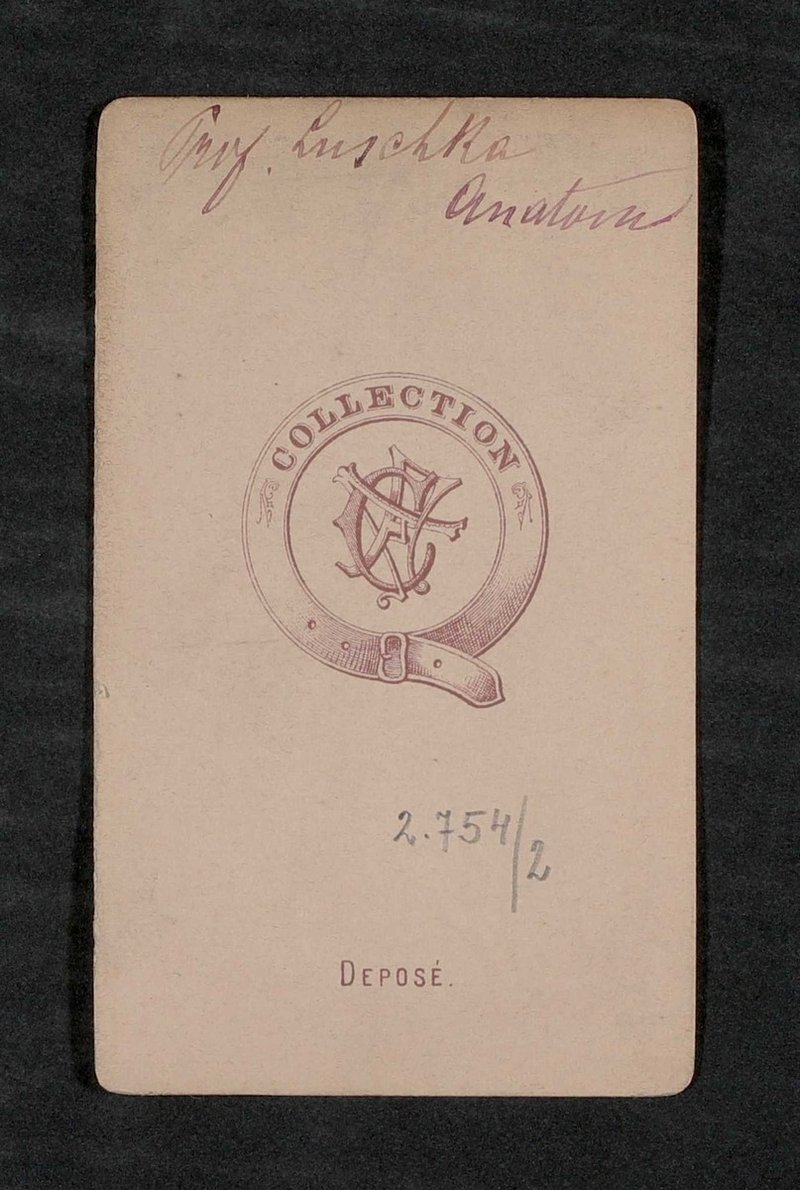 Prof. Luschka
Anatom
COLLECTION
2.754/2
DEPOSÉ.